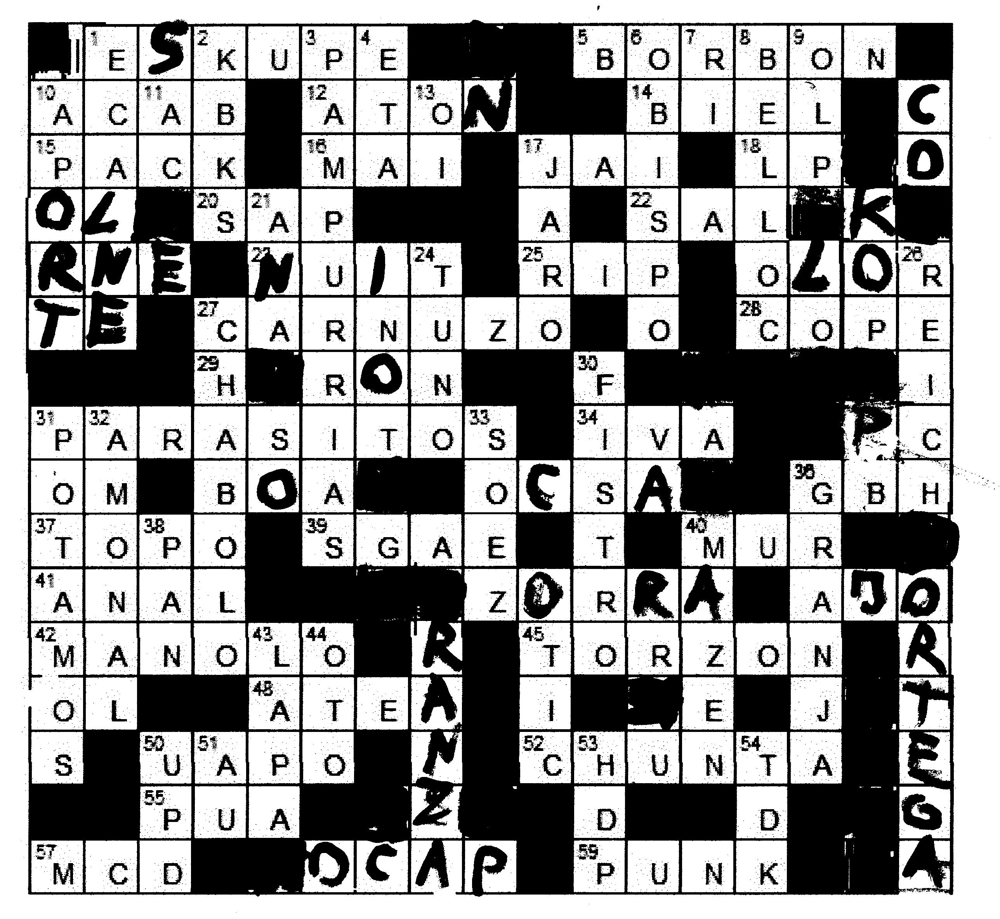 1 E S 2 K U 3 P 4 E 5 B 6 O 7 R 8 B 9 O N
10 A C 11 A B 12 A T 13 O N 14 B I E L C
15 P A C K 16 M A I 17 J A I 18 L P O
O L 20 S 21 A P A 22 S A L K
R N E 23 N U I 24 T 25 R I P O L O 26 R
T E 27 C A R N U Z O O 28 C O P E
29 H R O N 30 F I
31 P 32 A R A S I T O 33 S 34 I V A P C
O M B O A O C S A 36 G B H
37 T O 38 P O 39 S G A E T 40 M U R
41 A N A L Z O R R A A J O
42 M A N O 43 L 44 O R 45 T O R Z O N R
O L 48 A T E A I E J T
S 50 U 51 A P O N 52 C 53 H U N 54 T A E
55 P U A Z D D G
57 M C D D C A P 59 P U N K A